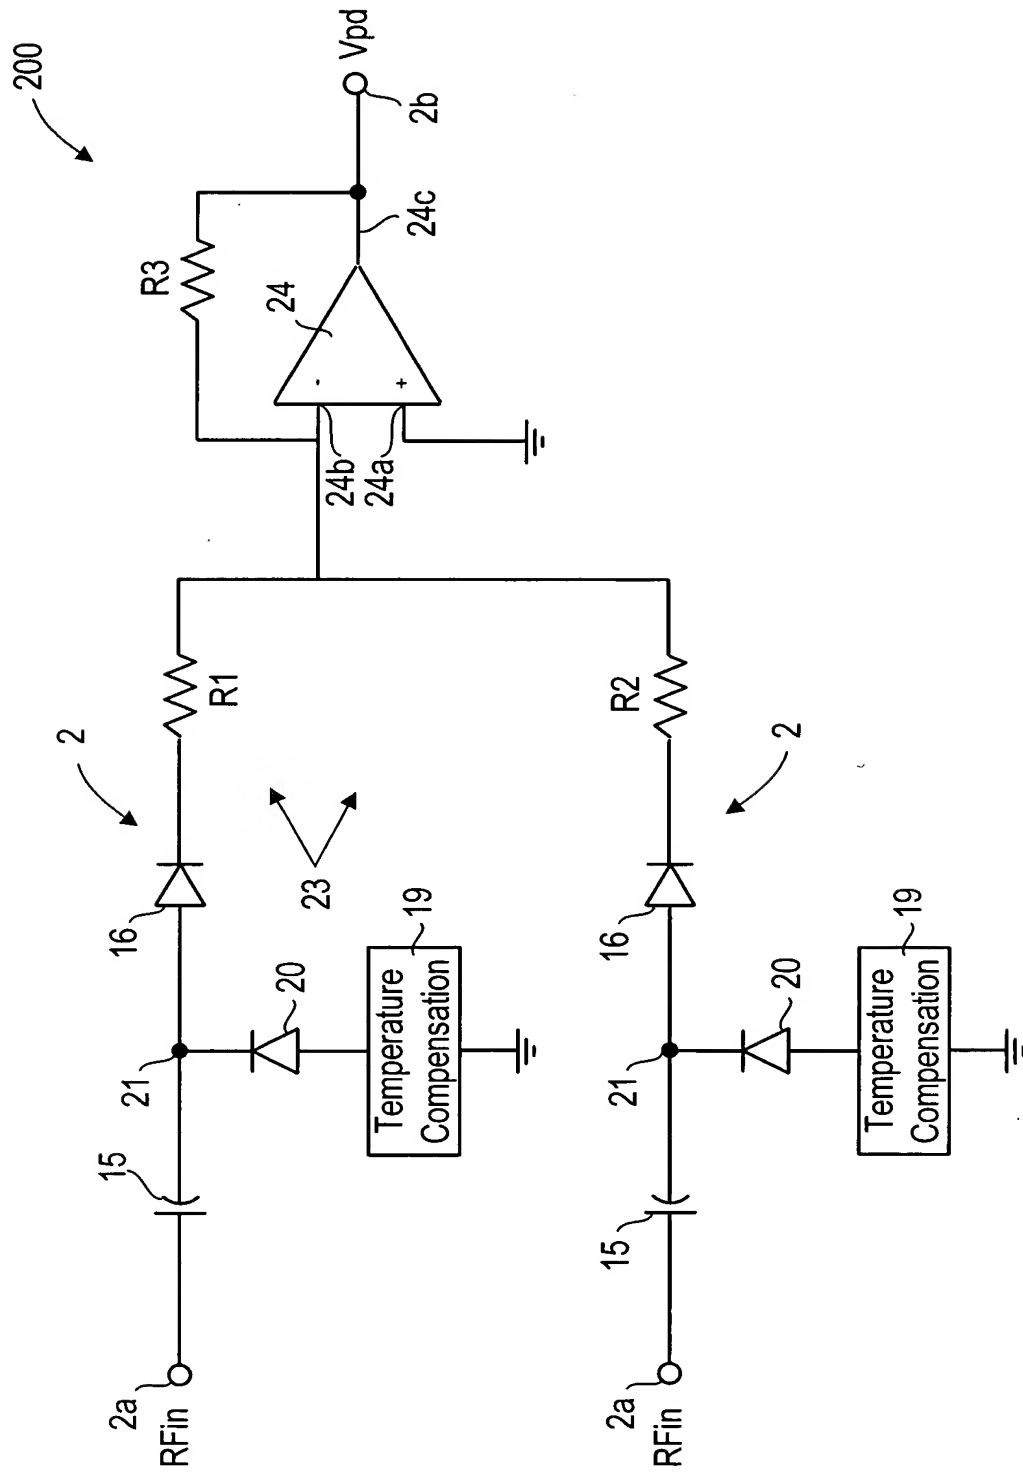 200
R3
24
24c
Vpd
2b
-
+
24b
24a
2
R1
16
23
21
20
15
19
Temperature
Compensation
2a
RFin
2
R2
16
21
20
15
19
Temperature
Compensation
2a
RFin